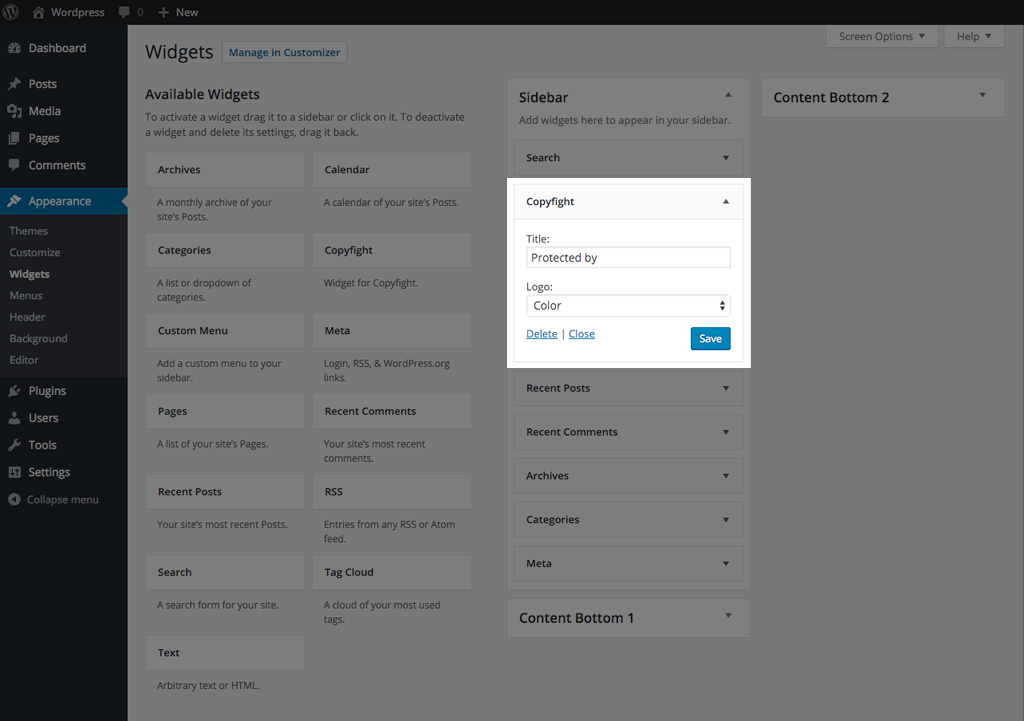 Wordpress 0 New
Dashboard
Posts
Media
Pages
Comments
Appearance
Themes
Customize
Widgets
Menus
Header
Background
Editor
Plugins
Users
Tools
Settings
Collapse menu
Screen Options Help
Widgets Manage in Customizer
Available Widgets
To activate a widget drag it to a sidebar or click on it. To deactivate
a widget and delete its settings, drag it back.
Archives
A monthly archive of your
site's Posts.
Calendar
A calendar of your site's Posts.
Categories
A list or dropdown of
categories.
Copyfight
Widget for Copyfight.
Custom Menu
Add a custom menu to your
sidebar.
Meta
Login, RSS, & WordPress.org
links.
Pages
A list of your site's Pages.
Recent Comments
Your site's most recent
comments.
Recent Posts
Your site's most recent Posts.
RSS
Entries from any RSS or Atom
feed.
Search
A search form for your site.
Tag Cloud
A cloud of your most used
tags.
Text
Arbitrary text or HTML.
Sidebar
Add widgets here to appear in your sidebar.
Search
Copyfight
Title:
Protected by
Logo:
Color
Delete | Close
Save
Recent Posts
Recent Comments
Archives
Categories
Meta
Content Bottom 1
Content Bottom 2